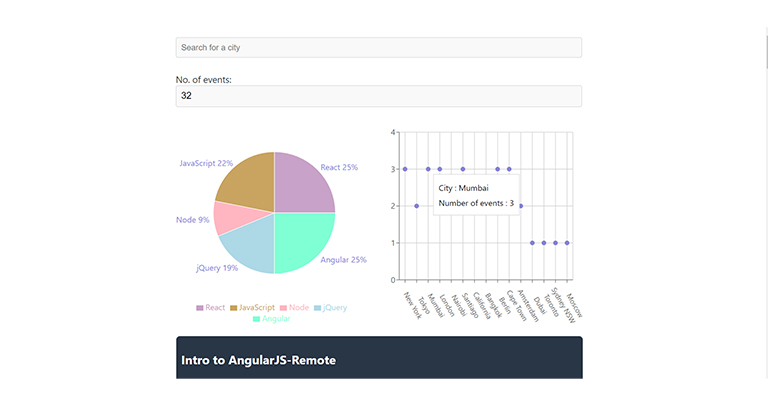 Search for a city
No. of events:
32
JavaScript 22%
React 25%
Node 9%
jQuery 19%
Angular 25%
React JavaScript Node jQuery
Angular
4
3
2
1
0
City : Mumbai
Number of events : 3
New York
Tokyo
Mumbai
London
Nairobi
Santiago
California
Bangkok
Berlin
Cape Town
Amsterdam
Dubai
Toronto
Sydney NSW
Moscow
Intro to AngularJS-Remote